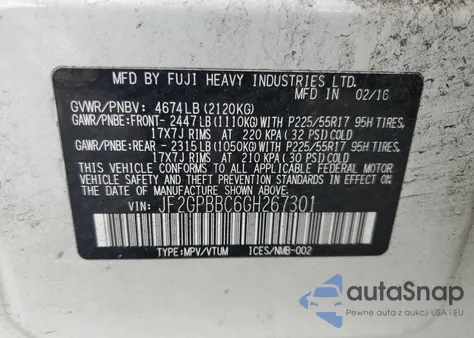 MFD. BY FUJI HEAVY INDUSTRIES LTD.
MFD IN 02/16
GVWR/PNBV: 4674LB (2120KG)
GAWR/PNBE:FRONT- 2447LB (1110KG) WITH P225/55R17 95H TIRES,
17X7J RIMS AT 220 KPA (32 PSI) COLD
GAWR/PNBE:REAR - 2315LB (1050KG) WITH P225/55R17 95H TIRES,
17X7J RIMS AT 210 KPA (30 PSI) COLD
THIS VEHICLE CONFORMS TO ALL APPLICABLE FEDERAL MOTOR
VEHICLE SAFETY AND BUMPER STANDARDS IN EFFECT ON THE
DATE OF MANUFACTURE SHOWN ABOVE.
VIN: JF2GPBBC6GH267301
TYPE:MPV/VTUM ICES/NMB-002
autoSnap
Pewne auta z aukcji USA i EU